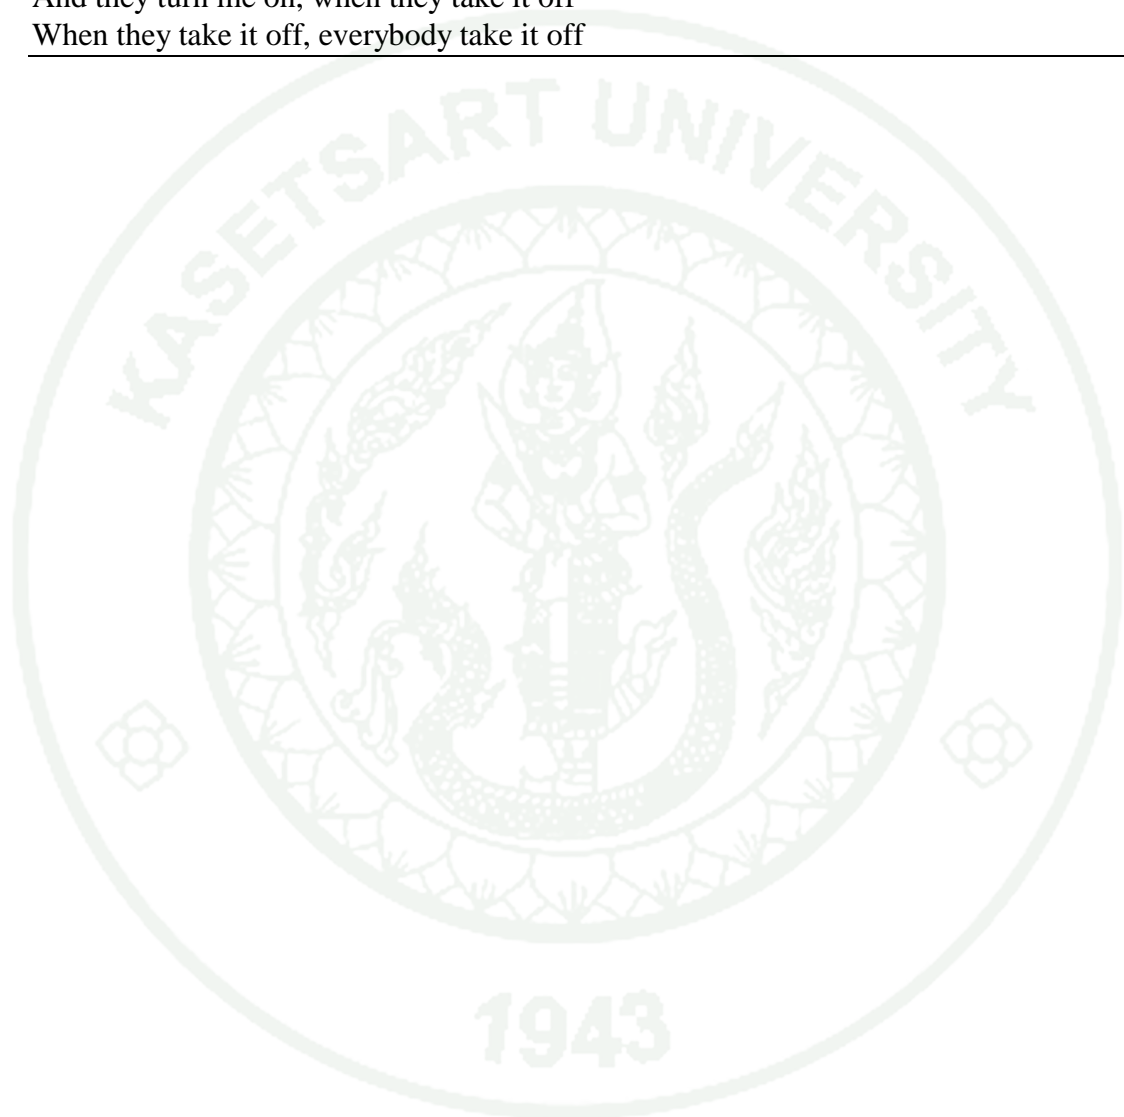 And they turn me on, when they take it off
When they take it off, everybody take it off
KASETSART UNIVERSITY
1943